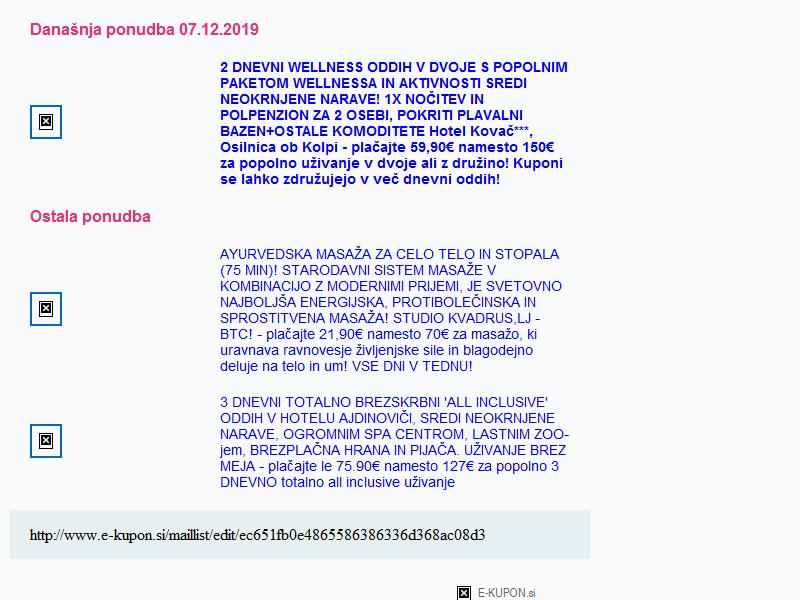 Današnja ponudba 07.12.2019
2 DNEVNI WELLNESS ODDIH V DVOJE S POPOLNIM
PAKETOM WELLNESSA IN AKTIVNOSTI SREDI
NEOKRNJENE NARAVE! 1X NOČITEV IN
POLPENZION ZA 2 OSEBI, POKRITI PLAVALNI
BAZEN+OSTALE KOMODITETE Hotel Kovač***,
Osilnica ob Kolpi - plačajte 59,90€ namesto 150€
za popolno uživanje v dvoje ali z družino! Kuponi
se lahko združujejo v več dnevni oddih!
Ostala ponudba
AYURVEDSKA MASAŽA ZA CELO TELO IN STOPALA
(75 MIN)! STARODAVNI SISTEM MASAŽE V
KOMBINACIJO Z MODERNIMI PRIJEMI, JE SVETOVNO
NAJBOLJŠA ENERGIJSKA, PROTIBOLEČINSKA IN
SPROSTITVENA MASAŽA! STUDIO KVADRUS,LJ -
BTC! - plačajte 21,90€ namesto 70€ za masažo, ki
uravnava ravnovesje življenjske sile in blagodejno
deluje na telo in um! VSE DNI V TEDNU!
3 DNEVNI TOTALNO BREZSKRBNI 'ALL INCLUSIVE'
ODDIH V HOTELU AJDINOVIČI, SREDI NEOKRNJENE
NARAVE, OGROMNIM SPA CENTROM, LASTNIM ZOO-
jem, BREZPLAČNA HRANA IN PIJAČA. UŽIVANJE BREZ
MEJA - plačajte le 75.90€ namesto 127€ za popolno 3
DNEVNO totalno all inclusive uživanje
http://www.e-kupon.si/maillist/edit/ec651fb0e4865586386336d368ac08d3
E-KUPON.si